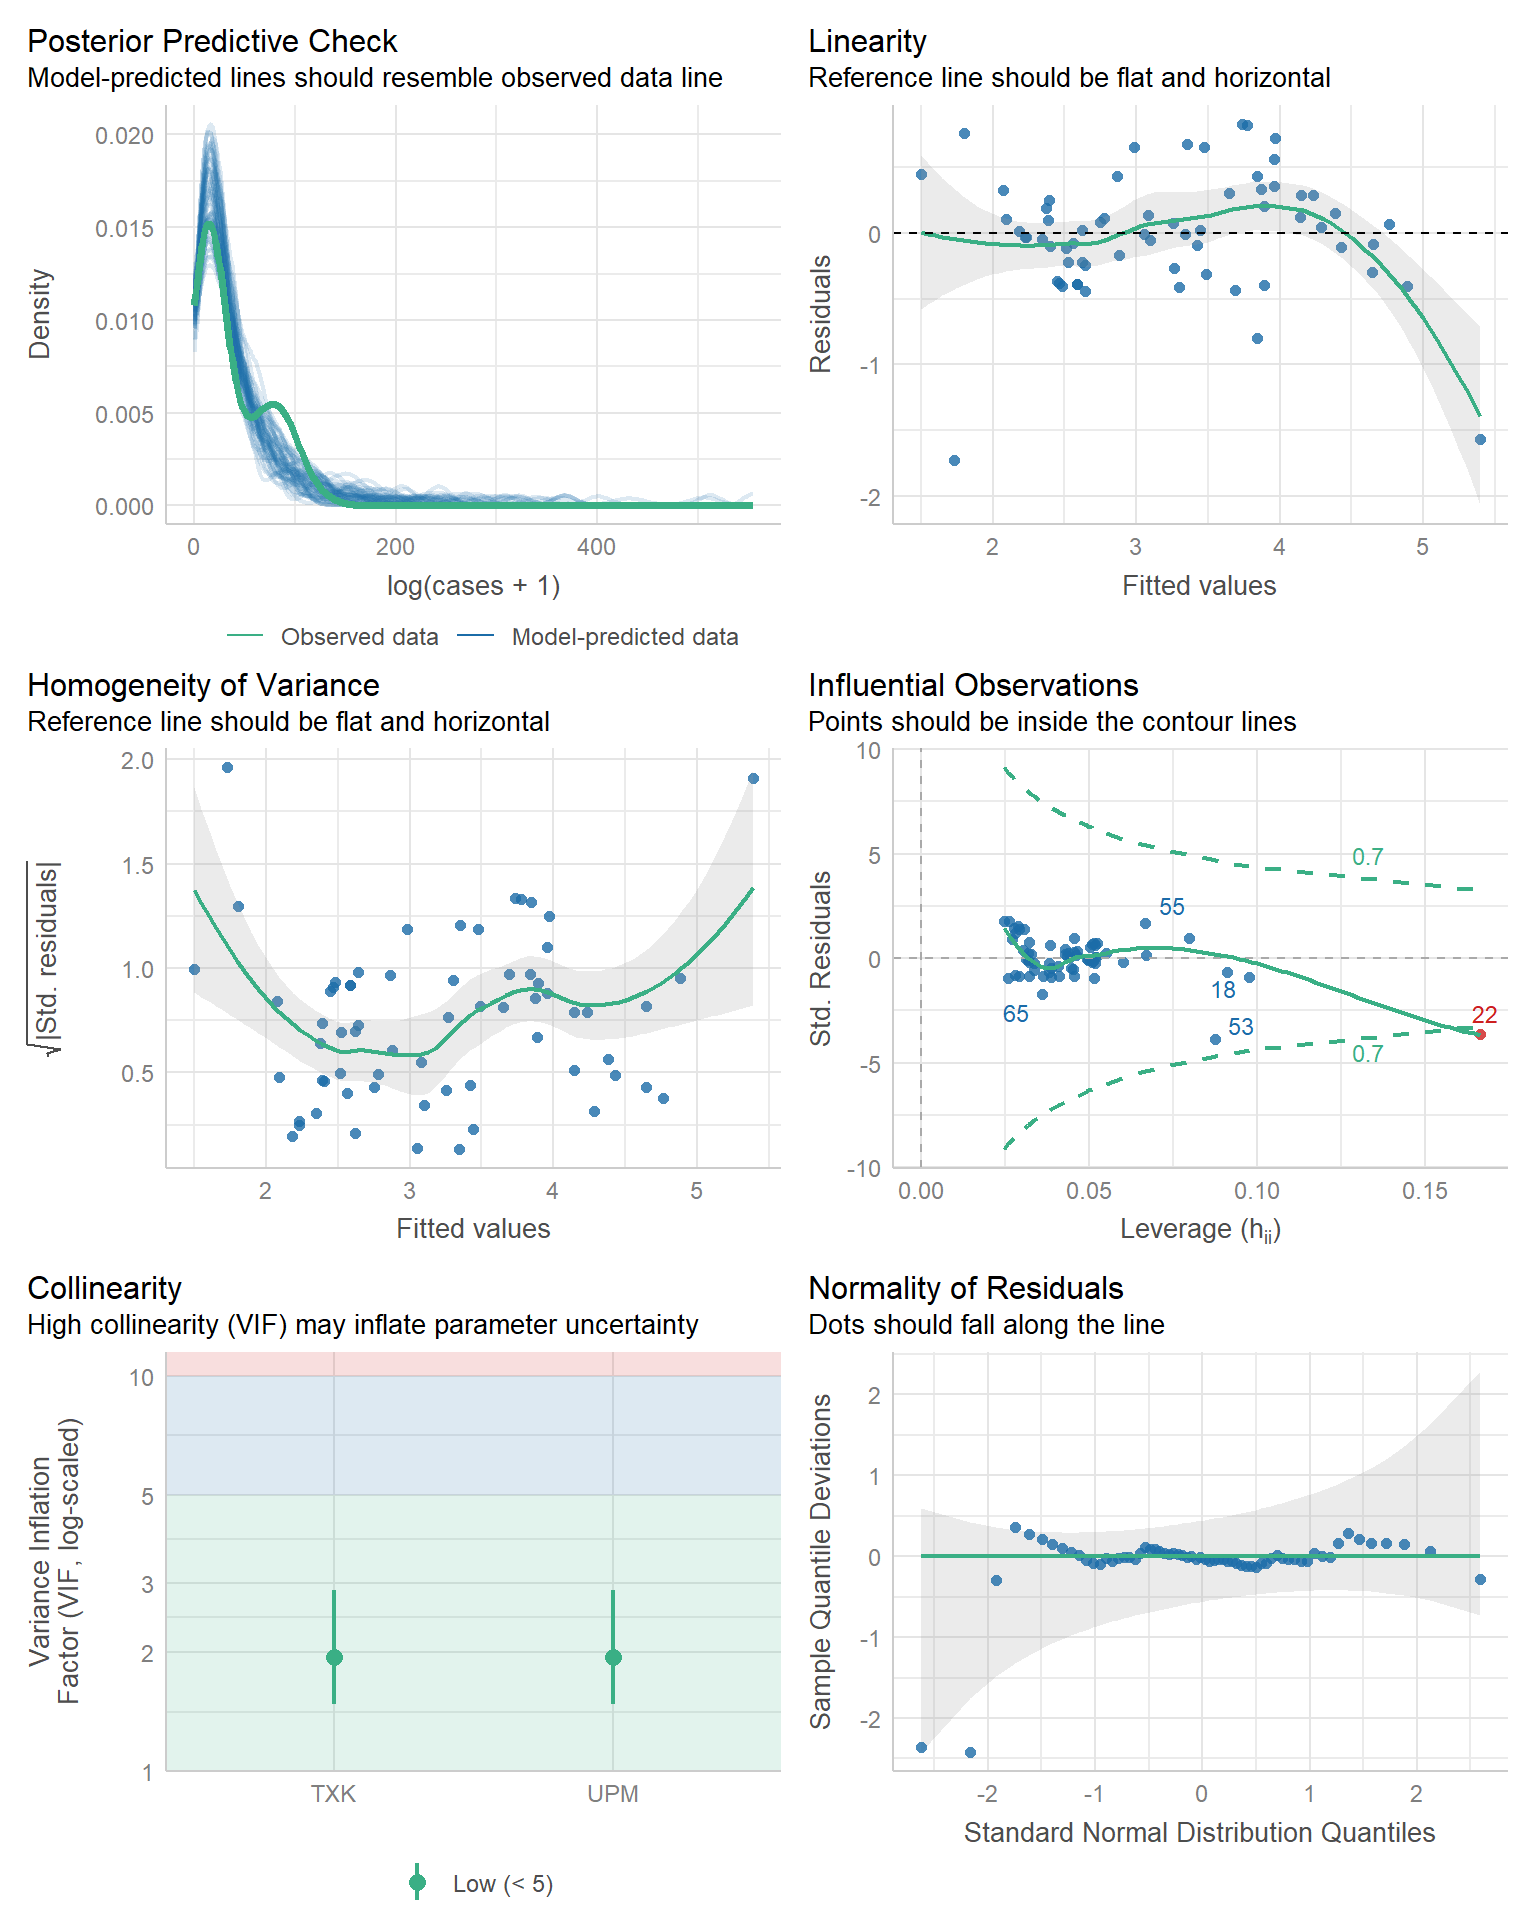 Posterior Predictive Check
Model-predicted lines should resemble observed data line
0.020
0.015
0.010
0.005
0.000
Density
0
200
400
log(cases + 1)
Observed data
Model-predicted data
Linearity
Reference line should be flat and horizontal
0
-1
-2
Residuals
2
3
4
5
Fitted values
Homogeneity of Variance
Reference line should be flat and horizontal
2.0
1.5
1.0
0.5
√|Std. residuals|
2
3
4
5
Fitted values
Influential Observations
Points should be inside the contour lines
10
5
0
-5
-10
Std. Residuals
0.7
55
18
65
53
22
0.7
0.00
0.05
0.10
0.15
Leverage (hii)
Collinearity
High collinearity (VIF) may inflate parameter uncertainty
10
5
3
2
1
Variance Inflation
Factor (VIF, log-scaled)
TXK
UPM
Low (< 5)
Normality of Residuals
Dots should fall along the line
2
1
0
-1
-2
Sample Quantile Deviations
-2
-1
0
1
2
Standard Normal Distribution Quantiles